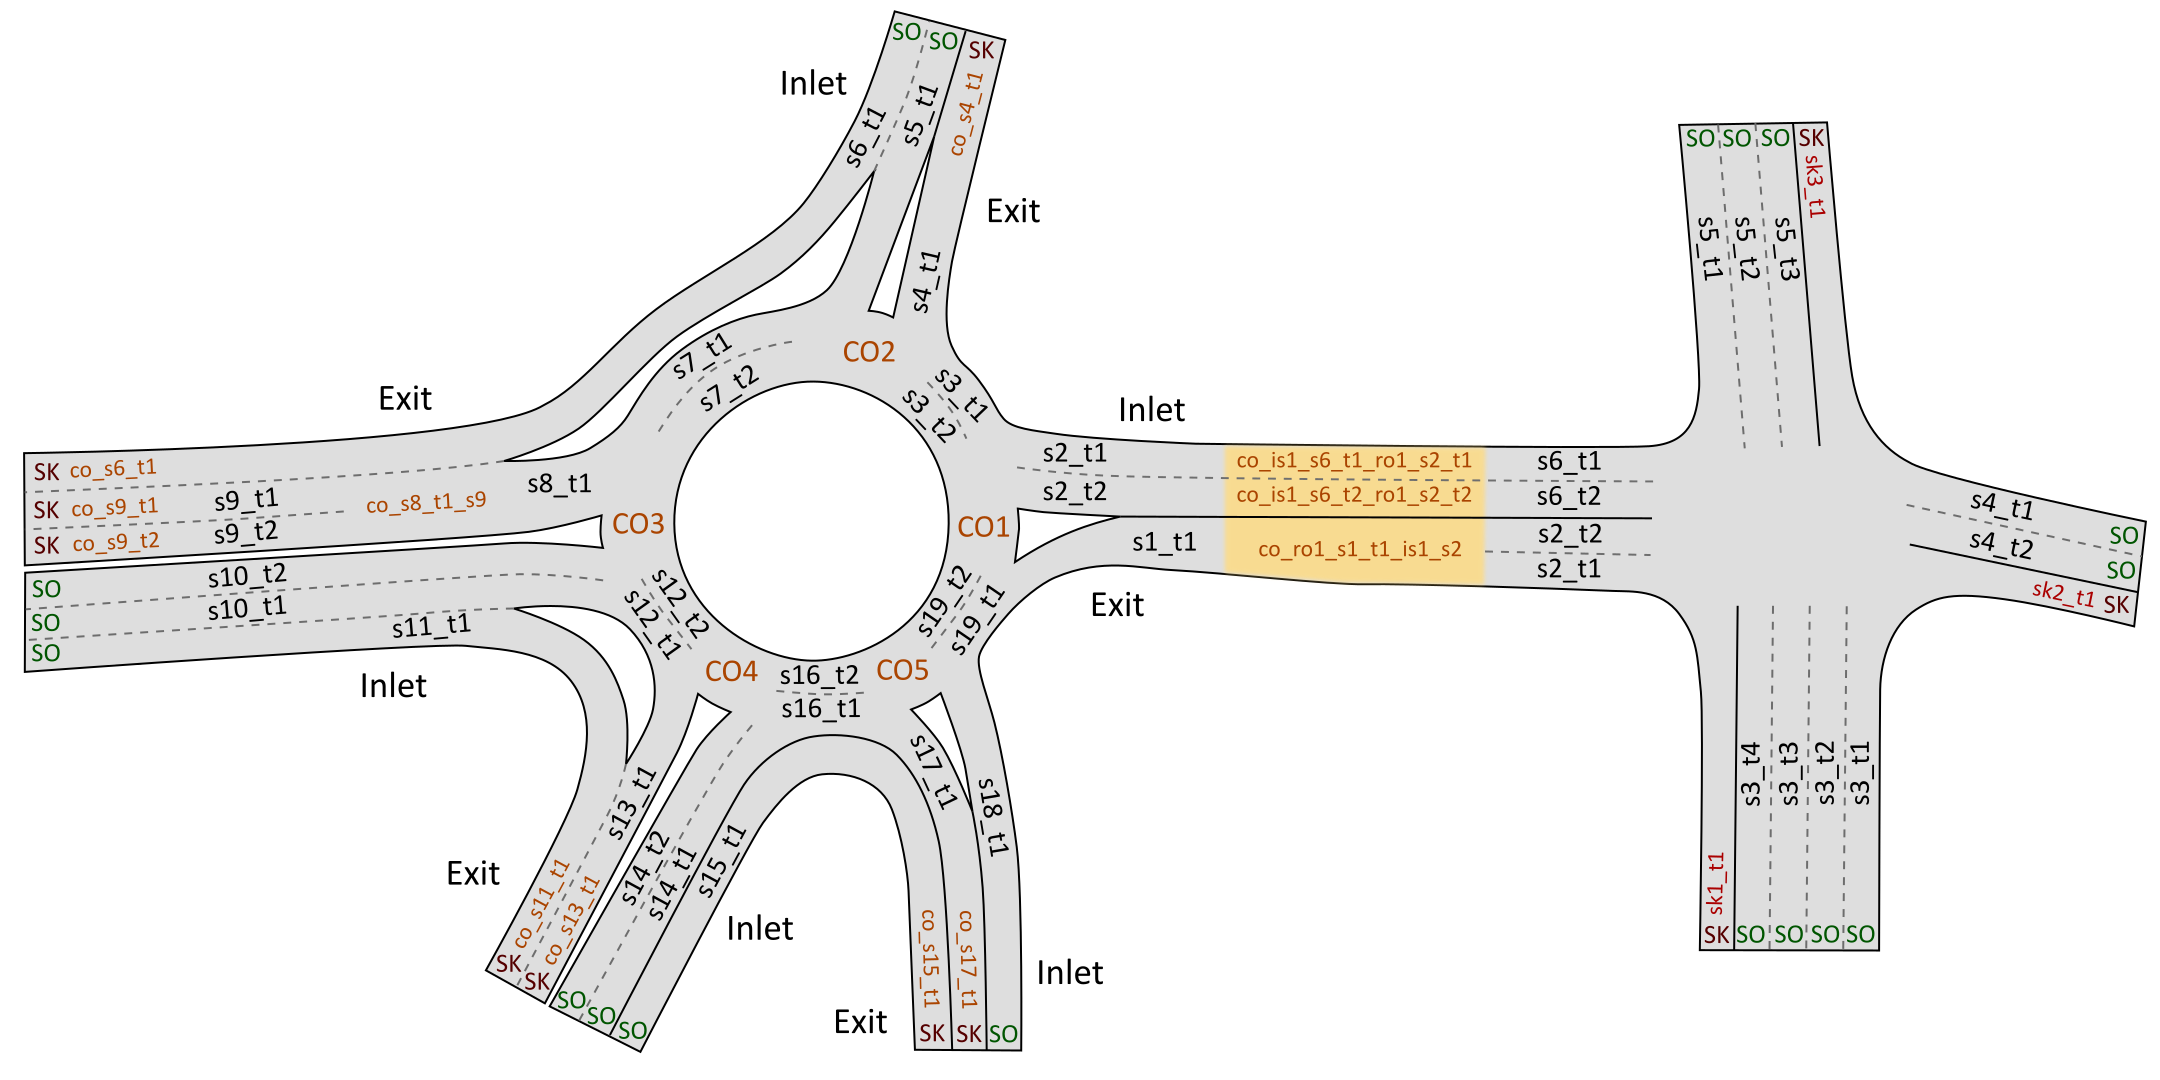 SO SO SK
Inlet
co_s4_t1
s5_t1
s6_t1
Exit
s4_t1
SO SO SO SK
sk3_t1
s5_t1 s5_t2 s5_t3
CO2
s7_t1
s7_t2
s3_t1
s3_t2
Exit
Inlet
SK co_s6_t1
SK co_s9_t1 s9_t1 co_s8_t1_s9 s8_t1
SK co_s9_t2 s9_t2
CO3
CO1
s2_t1 co_is1_s6_t1_ro1_s2_t1 s6_t1
s2_t2 co_is1_s6_t2_ro1_s2_t2 s6_t2
s1_t1 co_ro1_s1_t1_is1_s2 s2_t2
s2_t1
s4_t1 SO
s4_t2 SO
sk2_t1 SK
SO s10_t2
SO s10_t1
SO s11_t1
Inlet
s12_t2
s12_t1
s19_t2
s19_t1
Exit
CO4 s16_t2 CO5
s16_t1
s13_t1
s14_t2
s14_t1
s15_t1
s17_t1
s18_t1
s3_t4 s3_t3 s3_t2 s3_t1
sk1_t1
SK SO SO SO SO
Exit
co_s11_t1
co_s13_t1
Inlet
co_s15_t1
co_s17_t1
Inlet
SK
SK
SO
SO
SO
Exit
SK SK SO